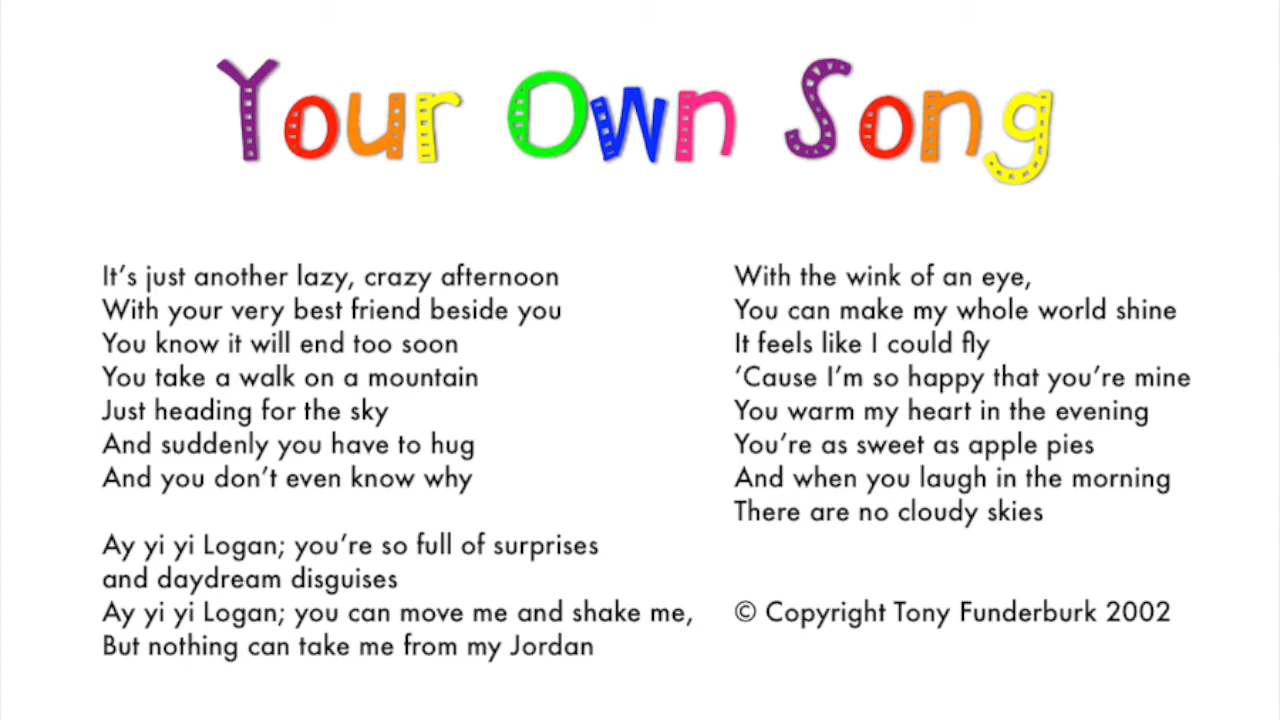 Your Own Song
It’s just another lazy, crazy afternoon
With your very best friend beside you
You know it will end too soon
You take a walk on a mountain
Just heading for the sky
And suddenly you have to hug
And you don’t even know why
Ay yi yi Logan; you’re so full of surprises
and daydream disguises
Ay yi yi Logan; you can move me and shake me,
But nothing can take me from my Jordan
With the wink of an eye,
You can make my whole world shine
It feels like I could fly
‘Cause I’m so happy that you’re mine
You warm my heart in the evening
You’re as sweet as apple pies
And when you laugh in the morning
There are no cloudy skies
© Copyright Tony Funderburk 2002